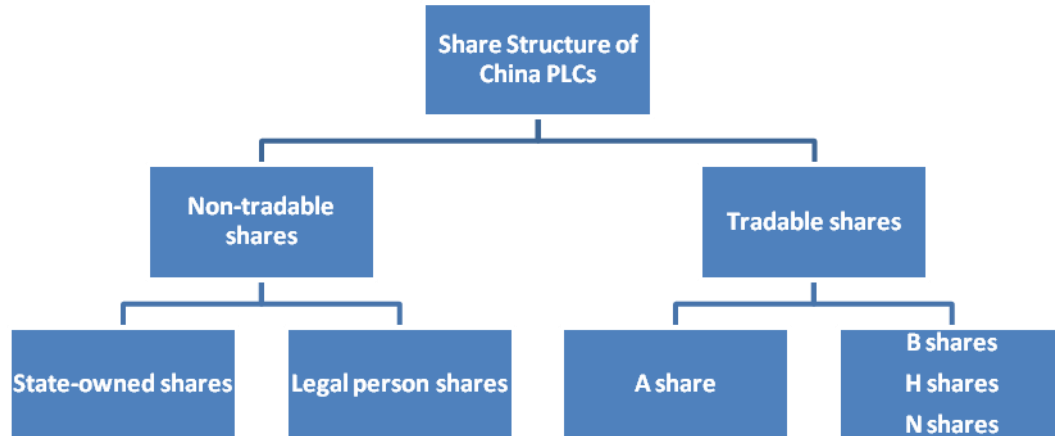 Share Structure of
China PLCs
Non-tradable
shares
Tradable shares
State-owned shares
Legal person shares
A share
B shares
H shares
N shares